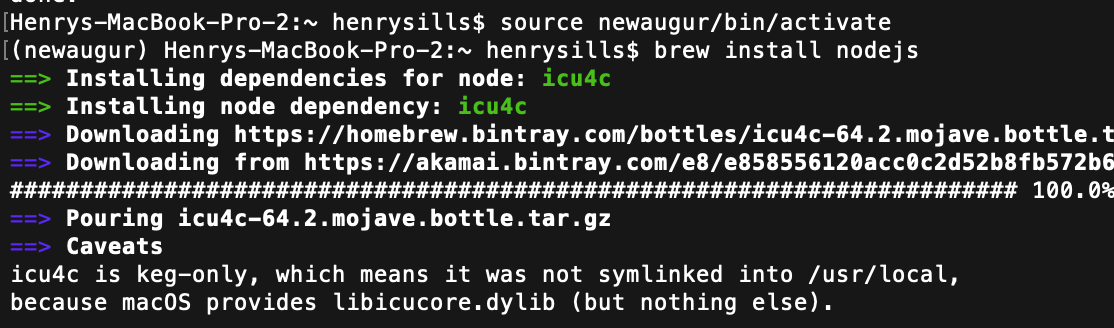 done.
[Henrys-MacBook-Pro-2:~ henrysills$ source newaugur/bin/activate
[(newaugur) Henrys-MacBook-Pro-2:~ henrysills$ brew install nodejs
==> Installing dependencies for node: icu4c
==> Installing node dependency: icu4c
==> Downloading https://homebrew.bintray.com/bottles/icu4c-64.2.mojave.bottle.t
==> Downloading from https://akamai.bintray.com/e8/e858556120acc0c2d52b8fb572b6
######################################################################## 100.0%
==> Pouring icu4c-64.2.mojave.bottle.tar.gz
==> Caveats
icu4c is keg-only, which means it was not symlinked into /usr/local,
because macOS provides libicucore.dylib (but nothing else).